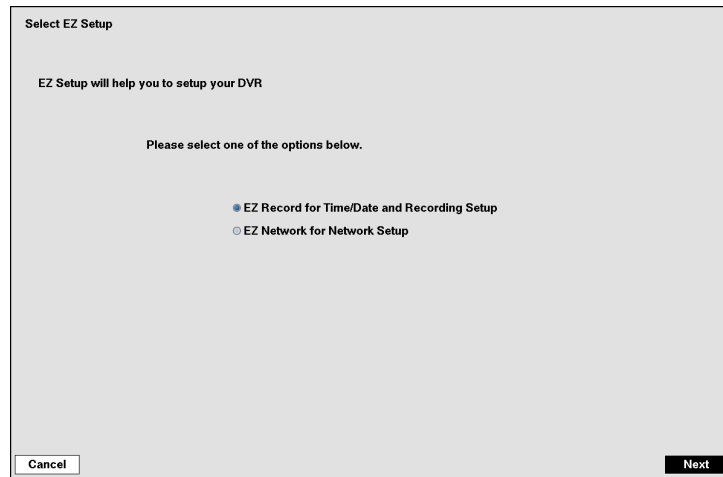 Select EZ Setup
EZ Setup will help you to setup your DVR
Please select one of the options below.
EZ Record for Time/Date and Recording Setup
EZ Network for Network Setup
Cancel
Next